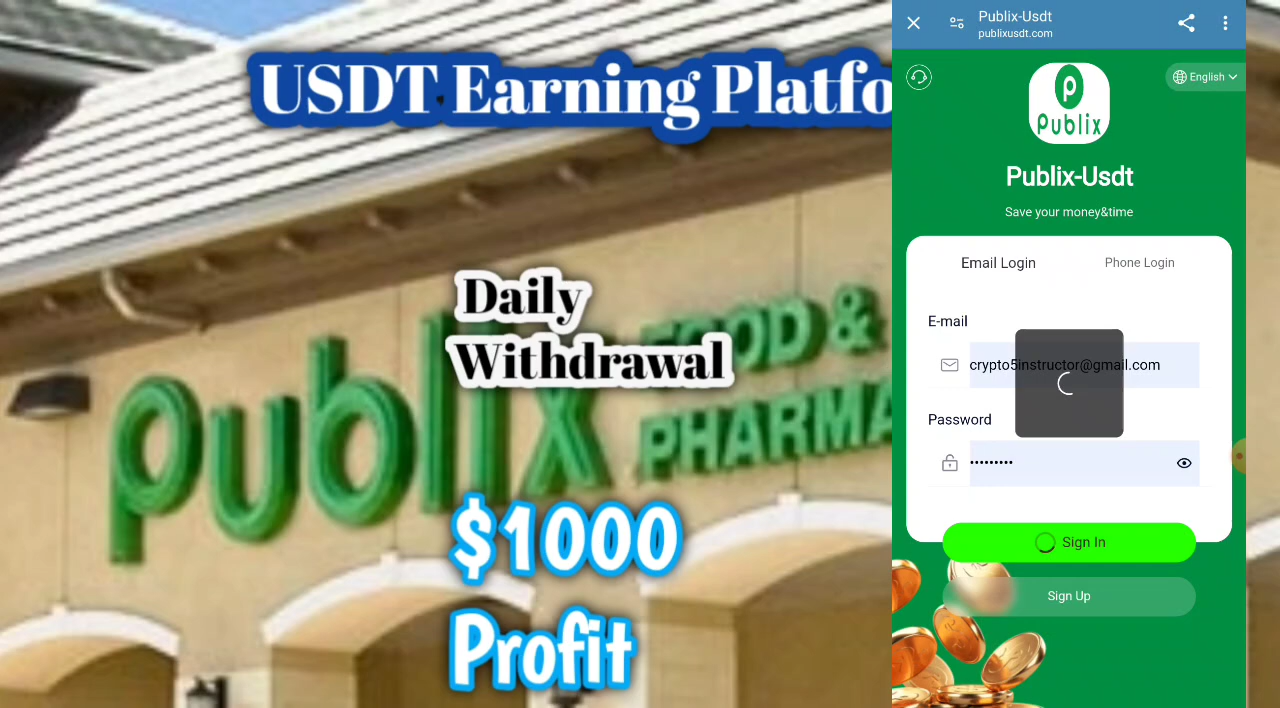 USDT Earning Platfo
Daily
Withdrawal
$1000
Profit
publix
FOOD &
PHARMA
Publix-Usdt
publixusdt.com
English
p
Publix
Publix-Usdt
Save your money&time
Email Login
Phone Login
E-mail
crypto5instructor@gmail.com
Password
•••••••••
Sign In
Sign Up